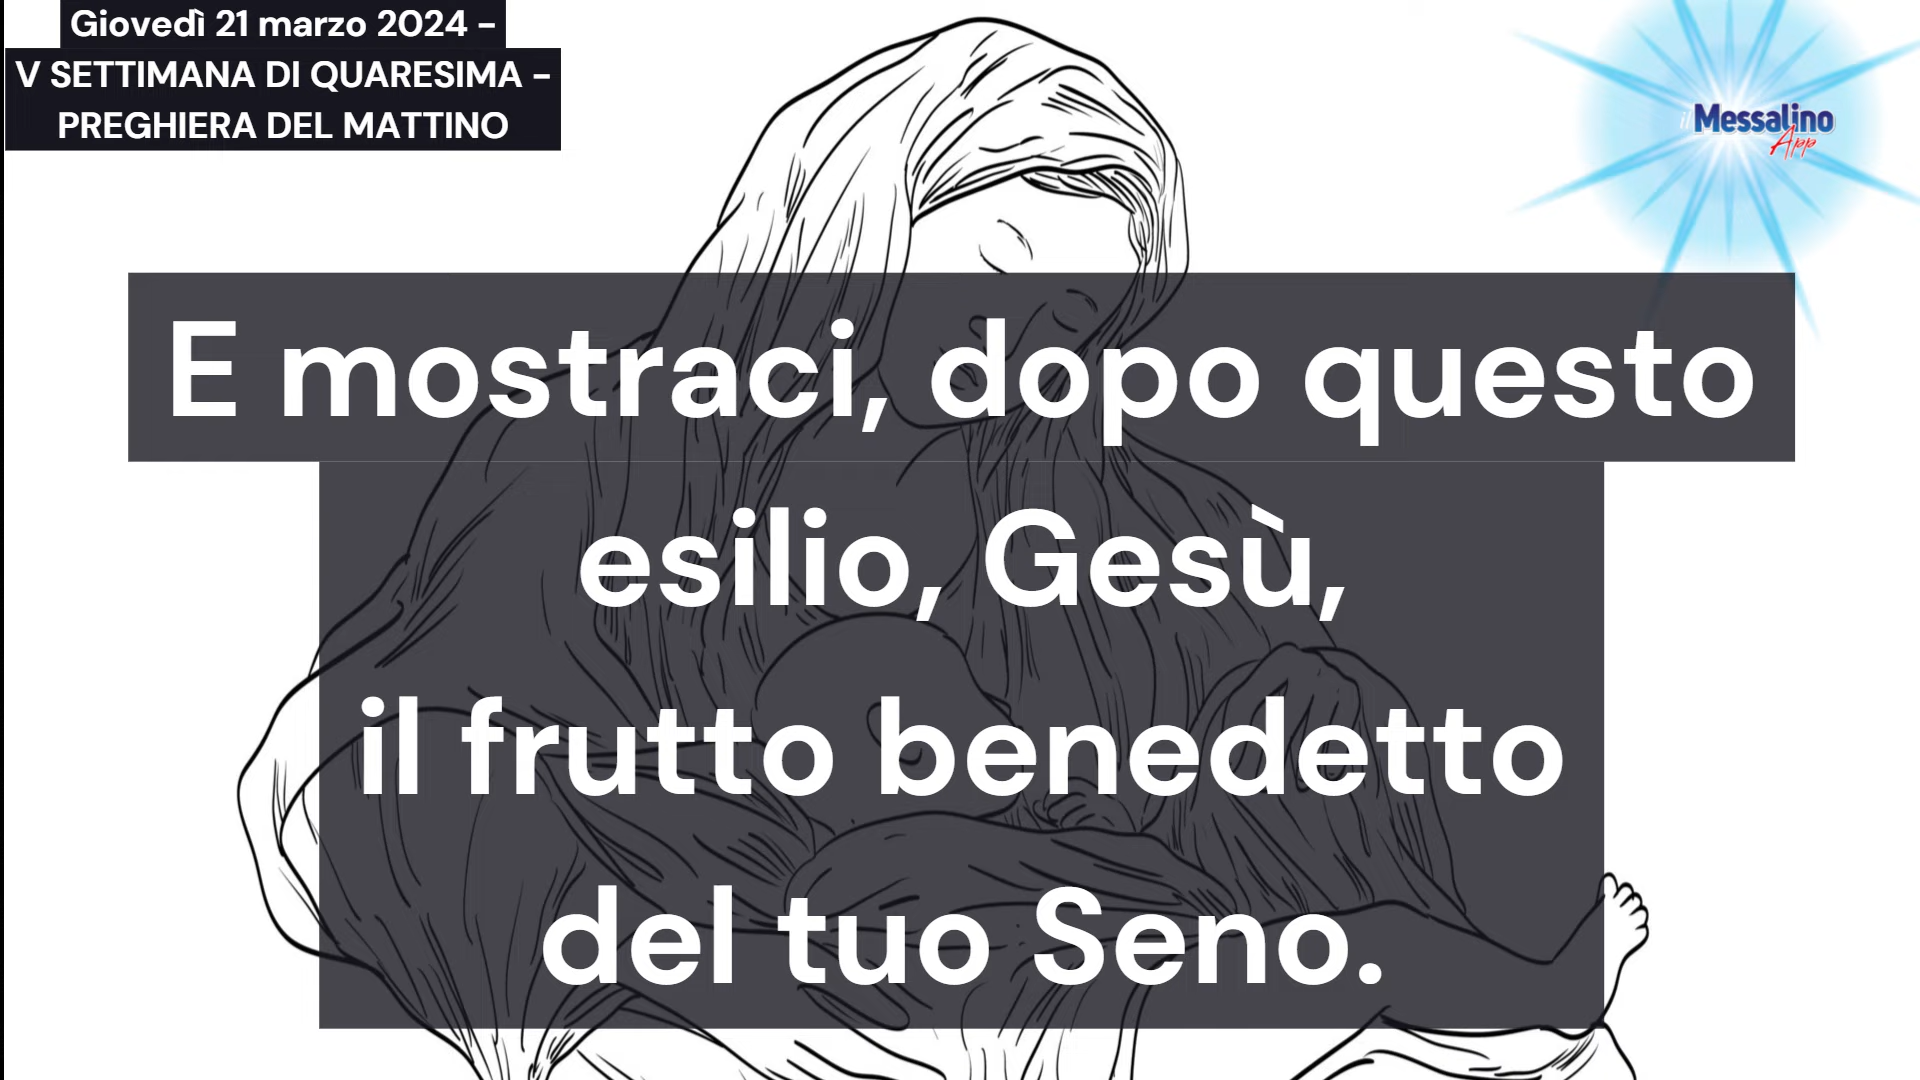 Giovedì 21 marzo 2024 –
V SETTIMANA DI QUARESIMA –
PREGHIERA DEL MATTINO
il Messalino
App
E mostraci, dopo questo
esilio, Gesù,
il frutto benedetto
del tuo Seno.